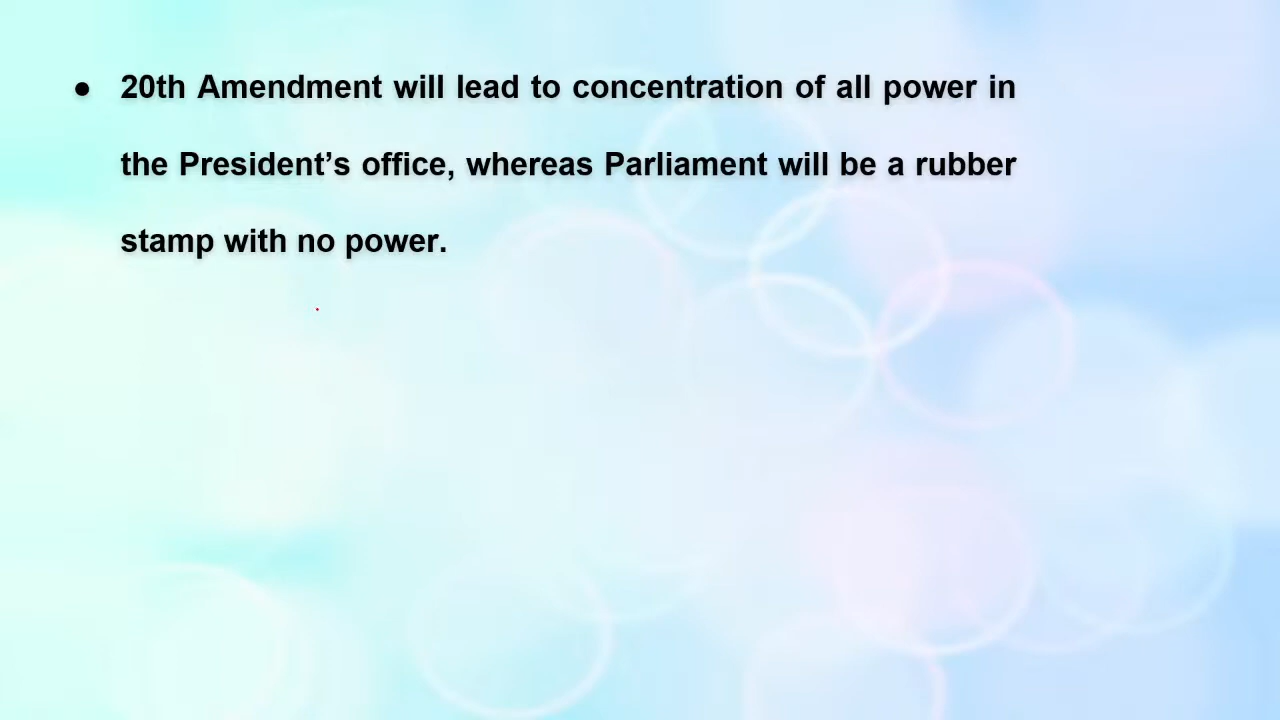 ● 20th Amendment will lead to concentration of all power in
the President’s office, whereas Parliament will be a rubber
stamp with no power.